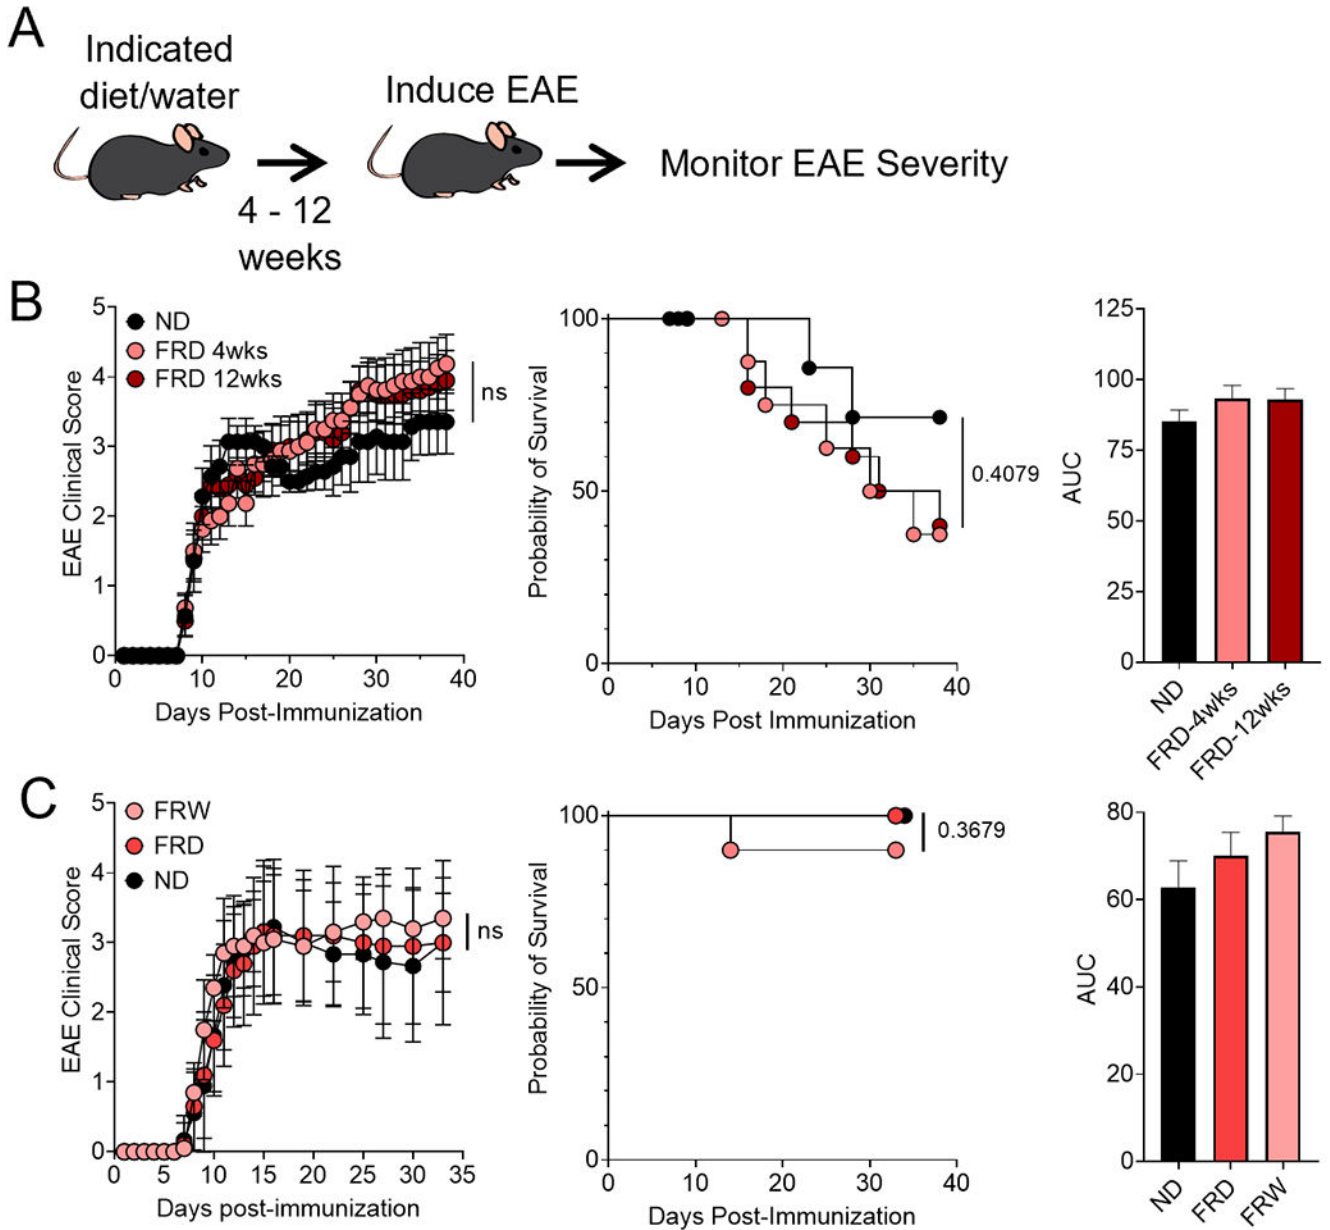 A
Indicated
diet/water
Induce EAE
Monitor EAE Severity
4 - 12
weeks
B
EAE Clinical Score
5
4
3
2
1
0
ND
FRD 4wks
FRD 12wks
ns
0 10 20 30 40
Days Post-Immunization
Probability of Survival
100
50
0
0.4079
0 10 20 30 40
Days Post Immunization
AUC
125
100
75
50
25
0
ND
FRD-4wks
FRD-12wks
C
EAE Clinical Score
5
4
3
2
1
0
FRW
FRD
ND
ns
0 5 10 15 20 25 30 35
Days post-immunization
Probability of Survival
100
50
0
0.3679
0 10 20 30 40
Days Post-Immunization
AUC
80
60
40
20
0
ND
FRD
FRW